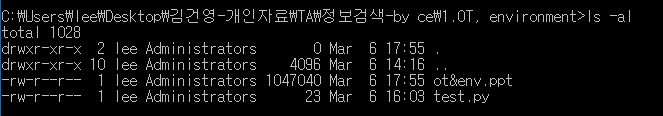 C:₩Users₩lee₩Desktop₩김건영-개인자료₩TA₩정보검색-by ce₩1.OT, environment>ls -al
total 1028
drwxr-xr-x 2 lee Administrators 0 Mar 6 17:55 .
drwxr-xr-x 10 lee Administrators 4096 Mar 6 14:16 ..
-rw-r--r-- 1 lee Administrators 1047040 Mar 6 17:22 ot&env.ppt
-rw-r--r-- 1 lee Administrators 23 Mar 6 16:03 test.py